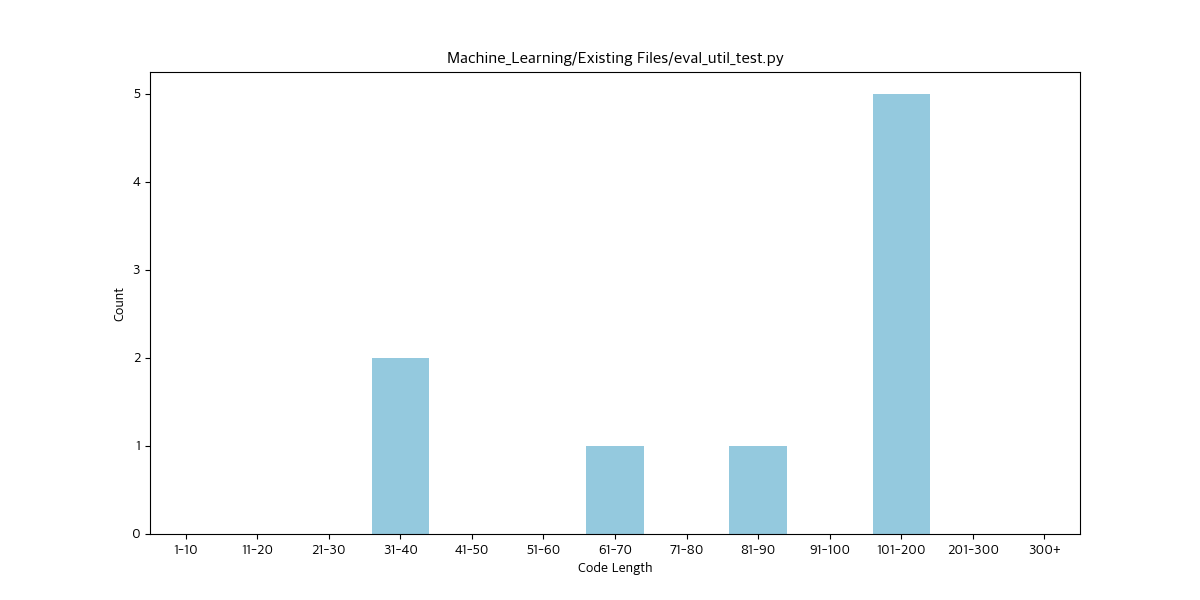 Machine_Learning/Existing Files/eval_util_test.py
5
4
3
2
1
0
Count
1-10 11-20 21-30 31-40 41-50 51-60 61-70 71-80 81-90 91-100 101-200 201-300 300+
Code Length